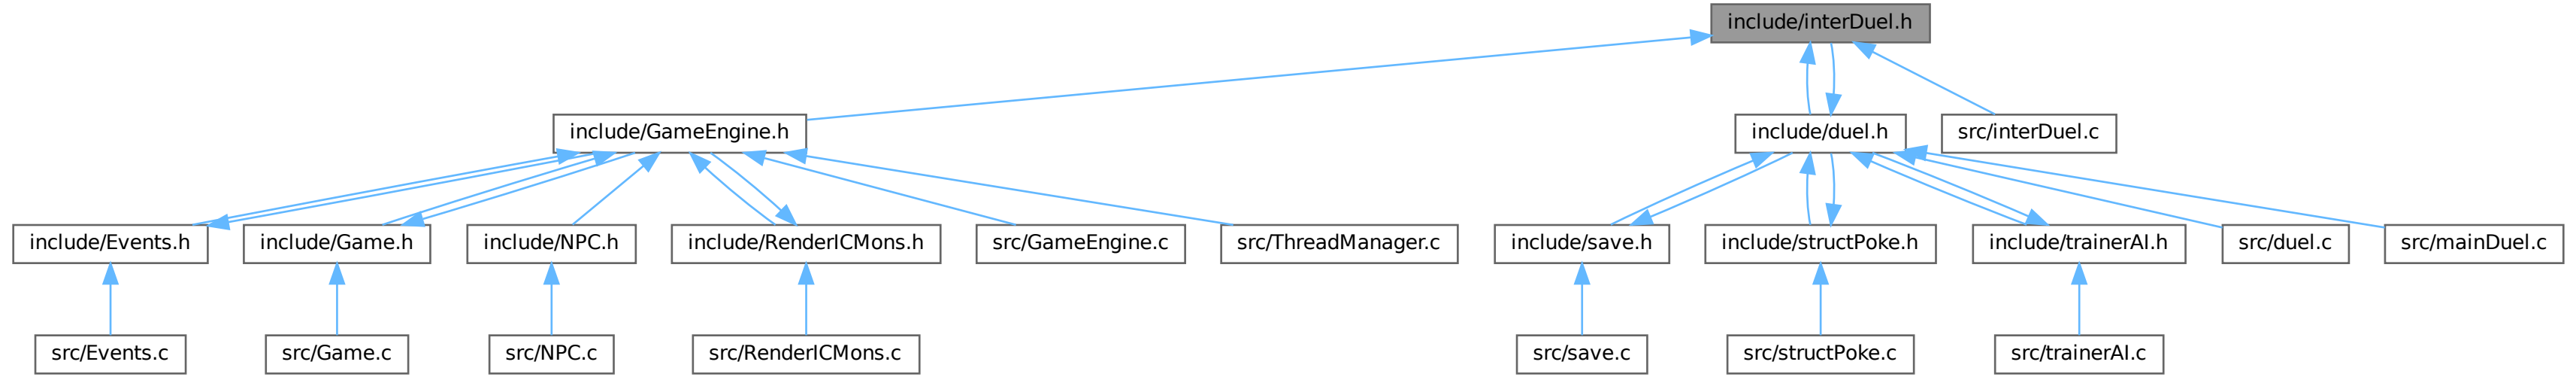 include/interDuel.h
include/GameEngine.h
include/duel.h
src/interDuel.c
include/Events.h
include/Game.h
include/NPC.h
include/RenderICMons.h
src/GameEngine.c
src/ThreadManager.c
include/save.h
include/structPoke.h
include/trainerAI.h
src/duel.c
src/mainDuel.c
src/Events.c
src/Game.c
src/NPC.c
src/RenderICMons.c
src/save.c
src/structPoke.c
src/trainerAI.c